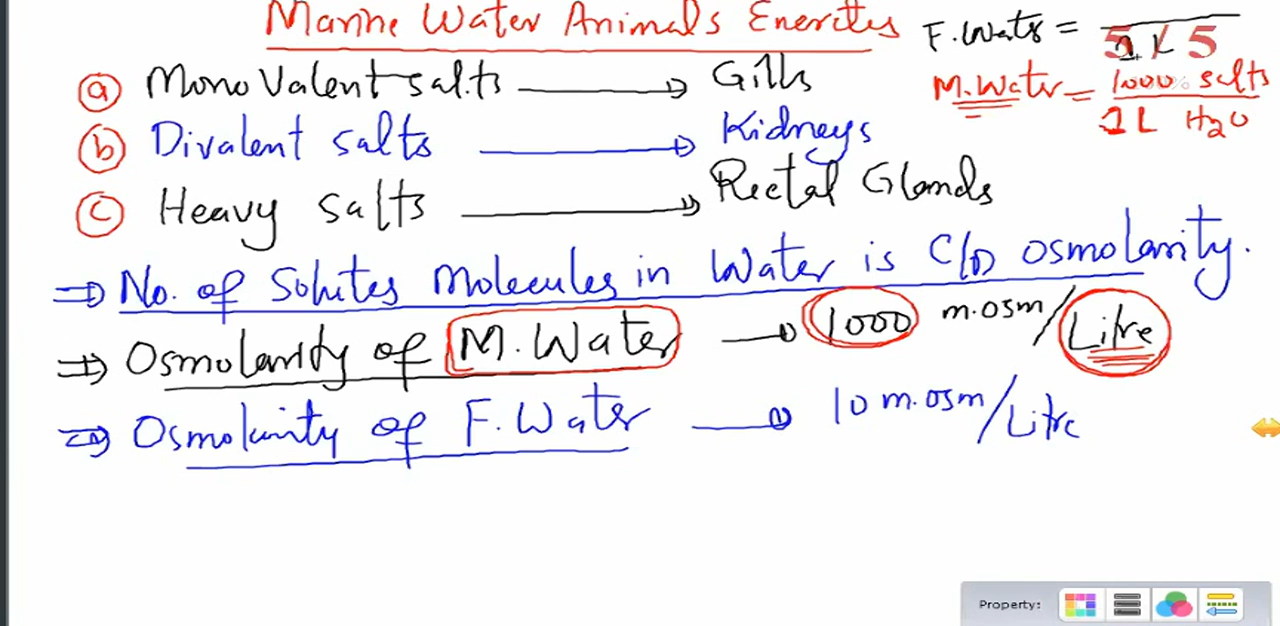 Marine Water Animals Enercites
F. Water = 1L
5 / 5
M. Water = 1000 salts
1L H2O
(a) Mono Valent salts → Gills
(b) Divalent salts → Kidneys
(c) Heavy salts → Rectal Glands
⇒ No. of Solutes Molecules in Water is C/D osmolarity.
⇒ Osmolarity of M. Water → 1000 m.osm/Litre
⇒ Osmolarity of F. Water → 10 m.osm/Litre
Property: